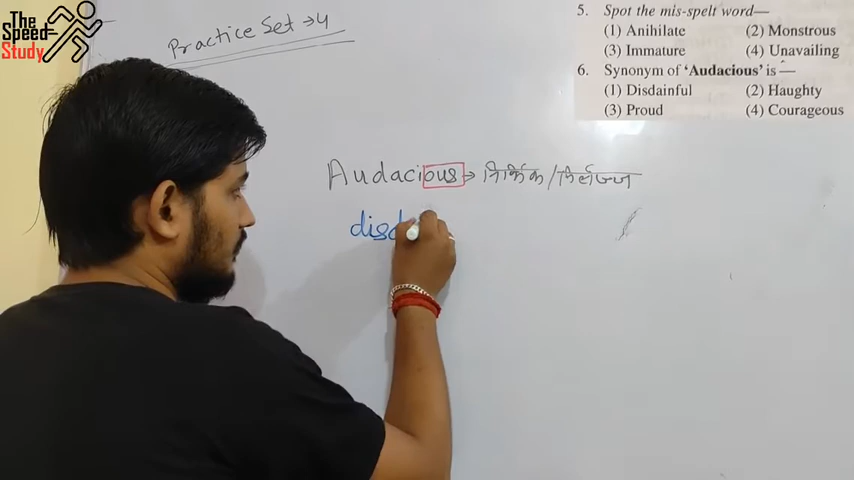 The
Speed
Study
Practice Set → 4
5. Spot the mis-spelt word—
(1) Anihilate (2) Monstrous
(3) Immature (4) Unavailing
6. Synonym of ‘Audacious’ is —
(1) Disdainful (2) Haughty
(3) Proud (4) Courageous
Audacious → निर्भिक / निर्लज्ज
disd